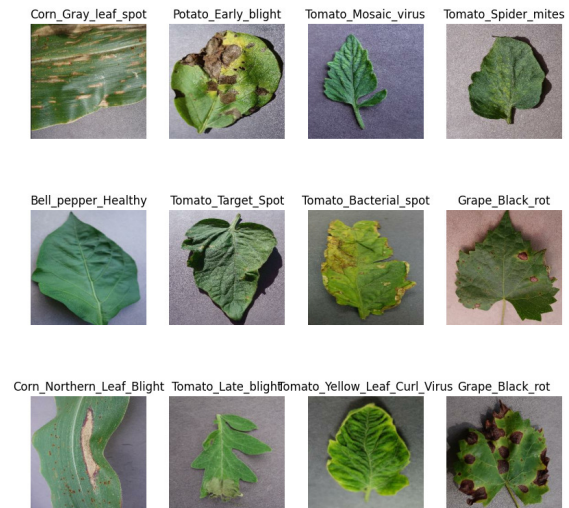 Corn_Gray_leaf_spot Potato_Early_blight Tomato_Mosaic_virus Tomato_Spider_mites
Bell_pepper_Healthy Tomato_Target_Spot Tomato_Bacterial_spot Grape_Black_rot
Corn_Northern_Leaf_Blight Tomato_Late_blight Tomato_Yellow_Leaf_Curl_Virus Grape_Black_rot